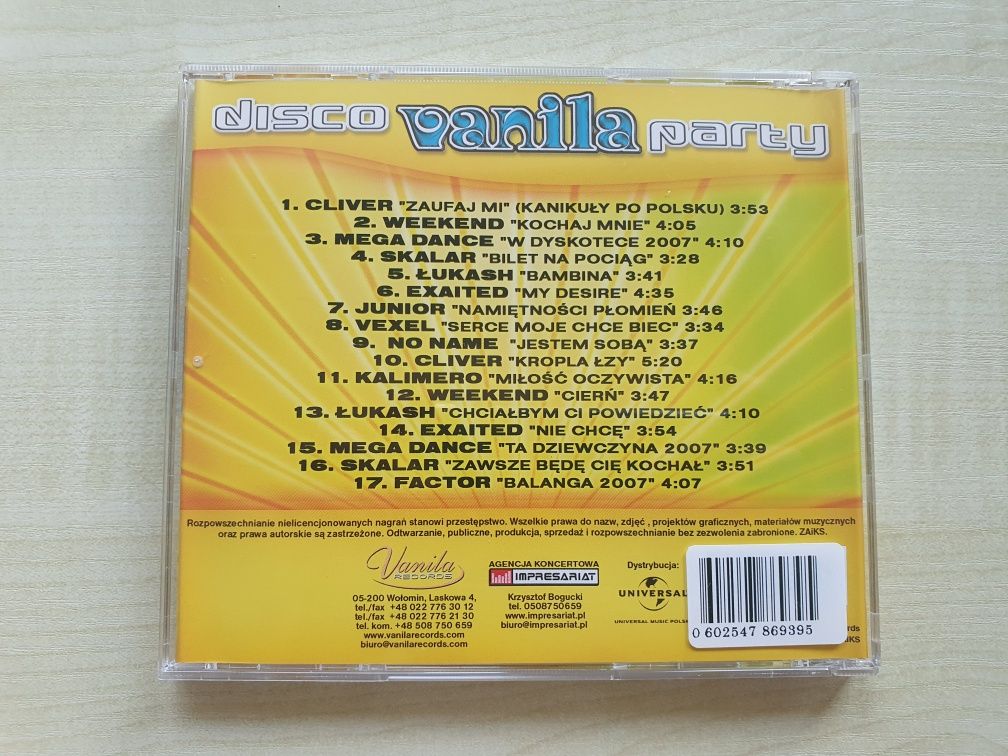 disco vanila party
1. CLIVER "ZAUFAJ MI" (KANIKUŁY PO POLSKU) 3:53
2. WEEKEND "KOCHAJ MNIE" 4:05
3. MEGA DANCE "W DYSKOTECE 2007" 4:10
4. SKALAR "BILET NA POCIĄG" 3:28
5. ŁUKASH "BAMBINA" 3:41
6. EXAITED "MY DESIRE" 4:35
7. JUNIOR "NAMIĘTNOŚCI PŁOMIEŃ" 3:46
8. VEXEL "SERCE MOJE CHCE BIEC" 3:34
9. NO NAME "JESTEM SOBĄ" 3:37
10. CLIVER "KROPLA ŁZY" 5:20
11. KALIMERO "MIŁOŚĆ OCZYWISTA" 4:16
12. WEEKEND "CIERŃ" 3:47
13. ŁUKASH "CHCIAŁBYM CI POWIEDZIEĆ" 4:10
14. EXAITED "NIE CHCĘ" 3:54
15. MEGA DANCE "TA DZIEWCZYNA 2007" 3:39
16. SKALAR "ZAWSZE BĘDĘ CIĘ KOCHAŁ" 3:51
17. FACTOR "BALANGA 2007" 4:07
Rozpowszechnianie nielicencjonowanych nagrań stanowi przestępstwo. Wszelkie prawa do nazw, zdjęć , projektów graficznych, materiałów muzycznych
oraz prawa autorskie są zastrzeżone. Odtwarzanie, publiczne, produkcja, sprzedaż i rozpowszechnianie bez zezwolenia zabronione. ZAiKS.
Vanila
RECORDS
05-200 Wołomin, Laskowa 4,
tel./fax +48 022 776 30 12
tel./fax +48 022 776 21 30
tel. kom. +48 508 750 659
www.vanilarecords.com
biuro@vanilarecords.com
AGENCJA KONCERTOWA
IMPRESARIAT
Krzysztof Bogucki
tel. 0508750659
www.impresariat.pl
biuro@impresariat.pl
Dystrybucja:
UNIVERSAL
UNIVERSAL MUSIC
0 602547 869395